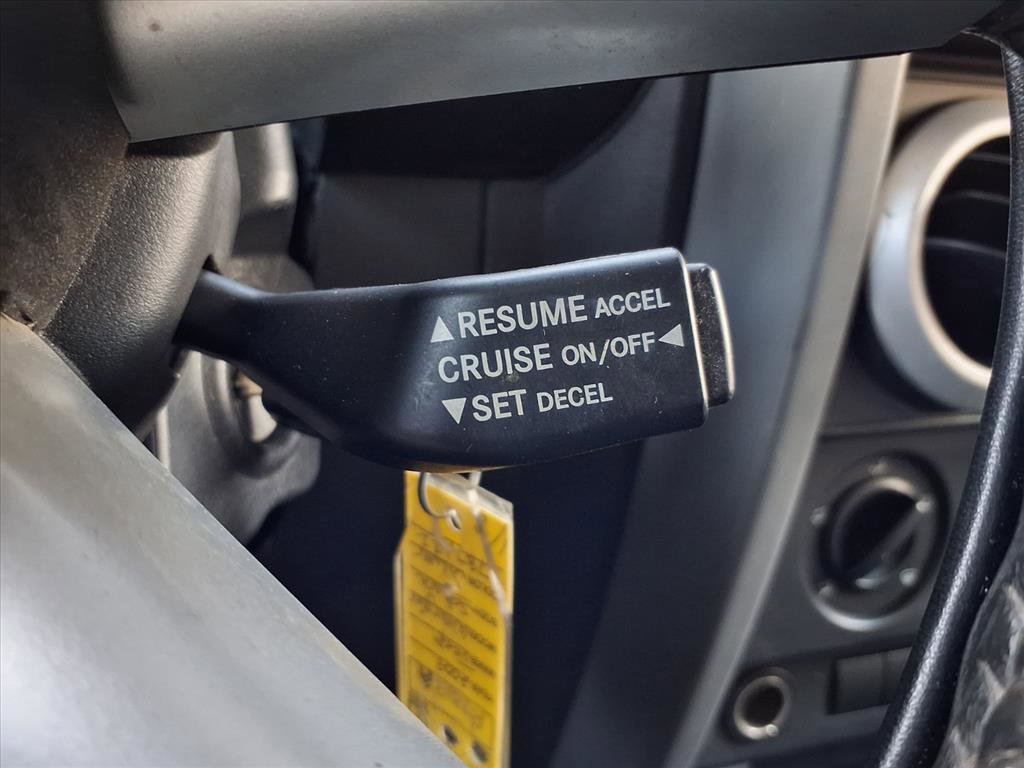 ▲RESUME ACCEL
CRUISE ON/OFF◀
▼SET DECEL